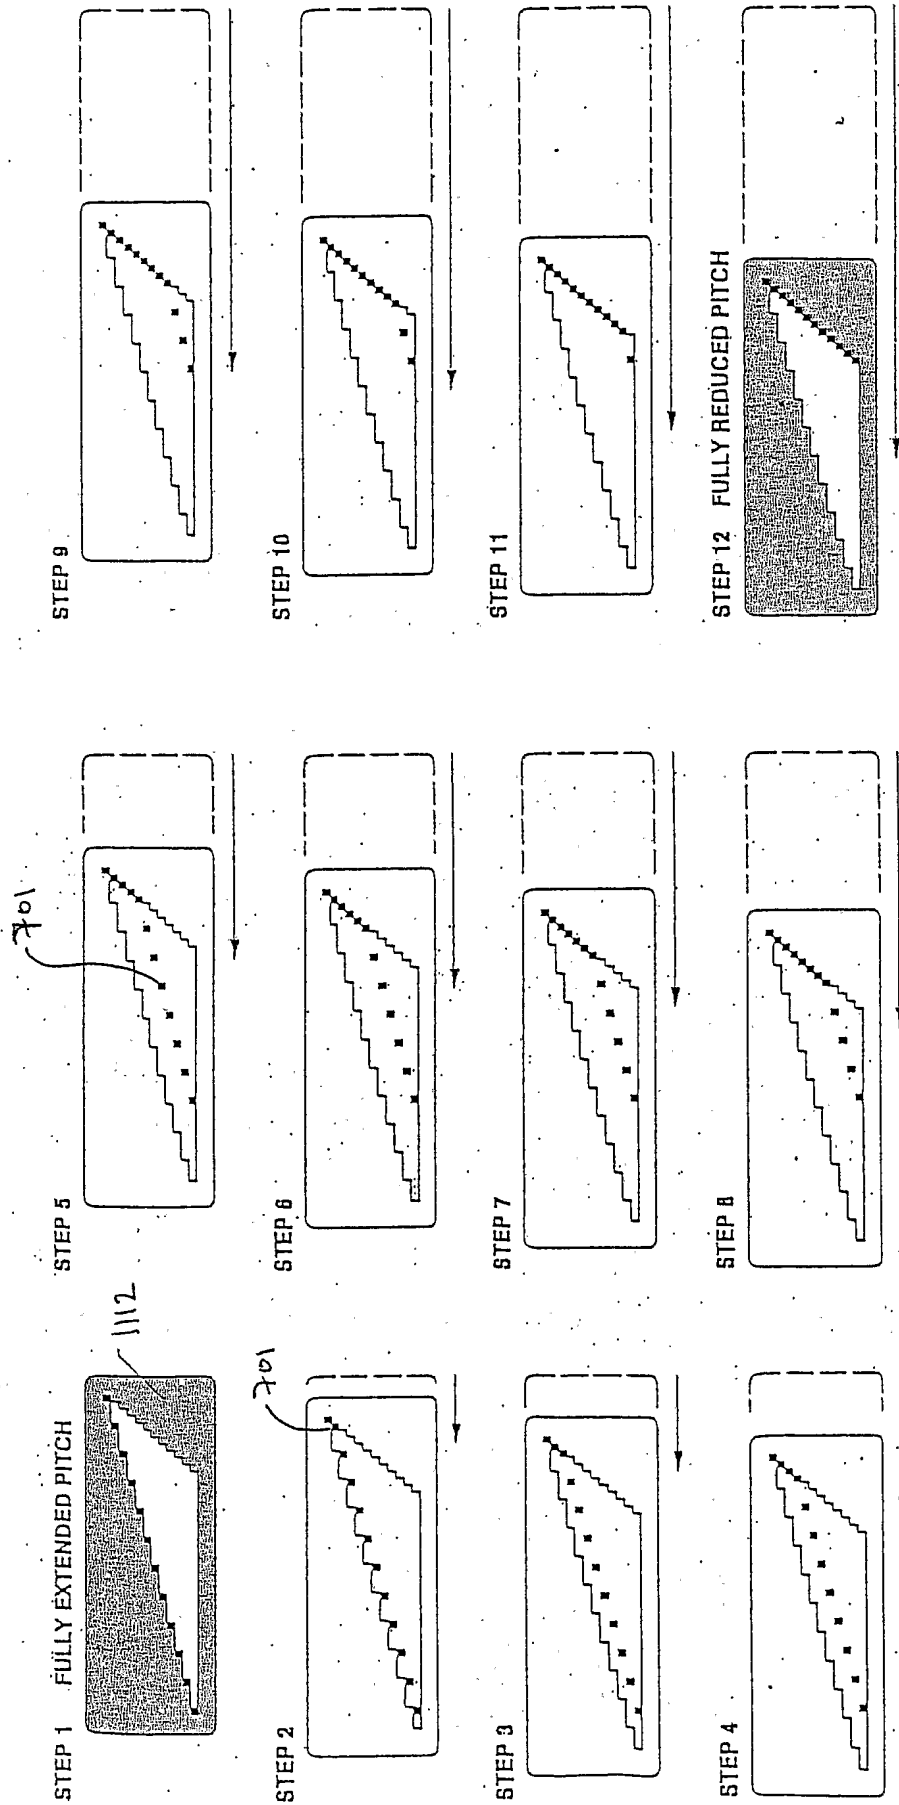 STEP 1 FULLY EXTENDED PITCH
1112
STEP 2
701
STEP 3
STEP 4
STEP 5
701
STEP 6
STEP 7
STEP 8
STEP 9
STEP 10
STEP 11
STEP 12 FULLY REDUCED PITCH